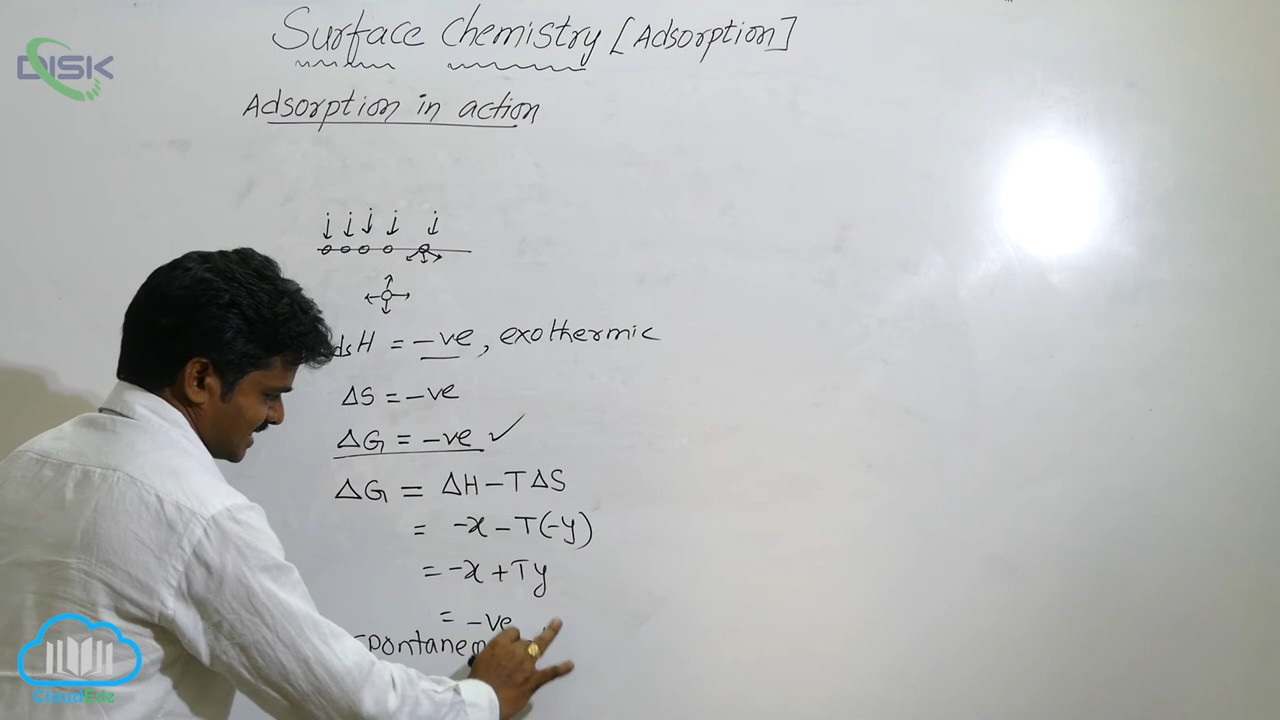 Surface Chemistry [Adsorption]
DISK
Adsorption in action
dsH = -ve, exothermic
ΔS = -ve
ΔG = -ve ✓
ΔG = ΔH - TΔS
= -x - T(-y)
= -x + Ty
= -ve
CloudEdz